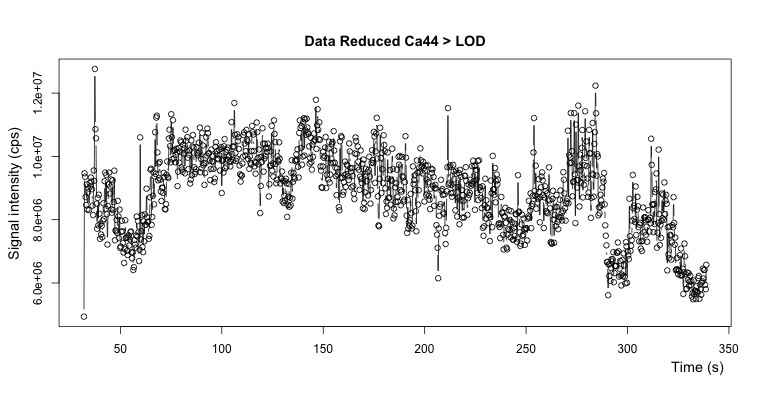 Data Reduced Ca44 > LOD
Signal intensity (cps)
1.2e+07
1.0e+07
8.0e+06
6.0e+06
50 100 150 200 250 300 350
Time (s)